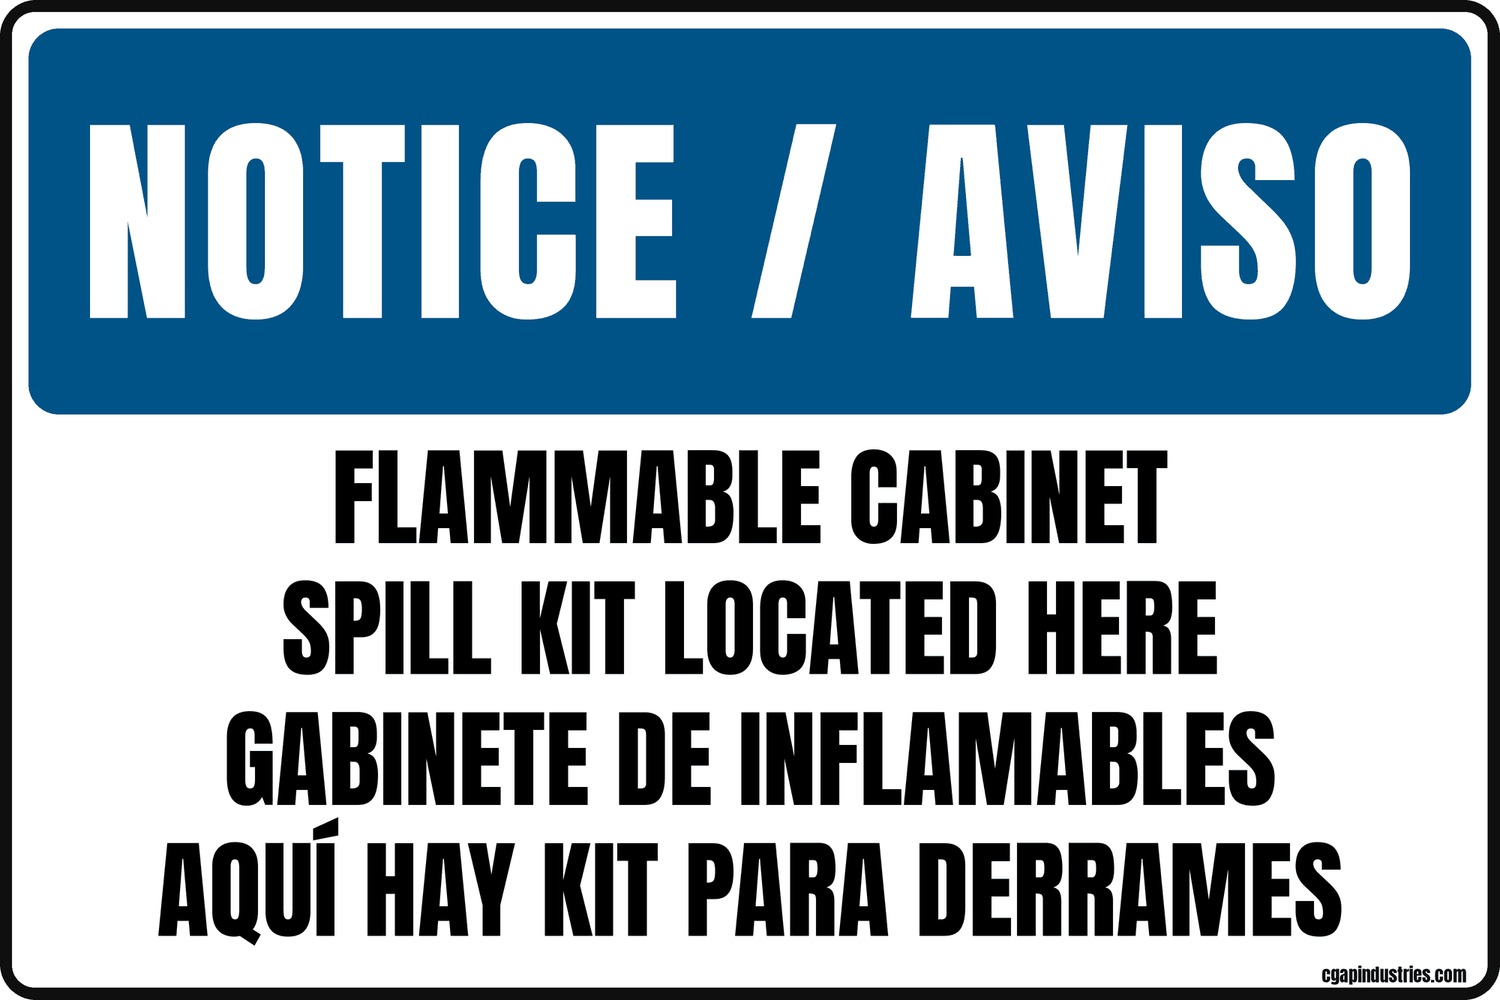 NOTICE / AVISO
FLAMMABLE CABINET
SPILL KIT LOCATED HERE
GABINETE DE INFLAMABLES
AQUÍ HAY KIT PARA DERRAMES
cgapindustries.com